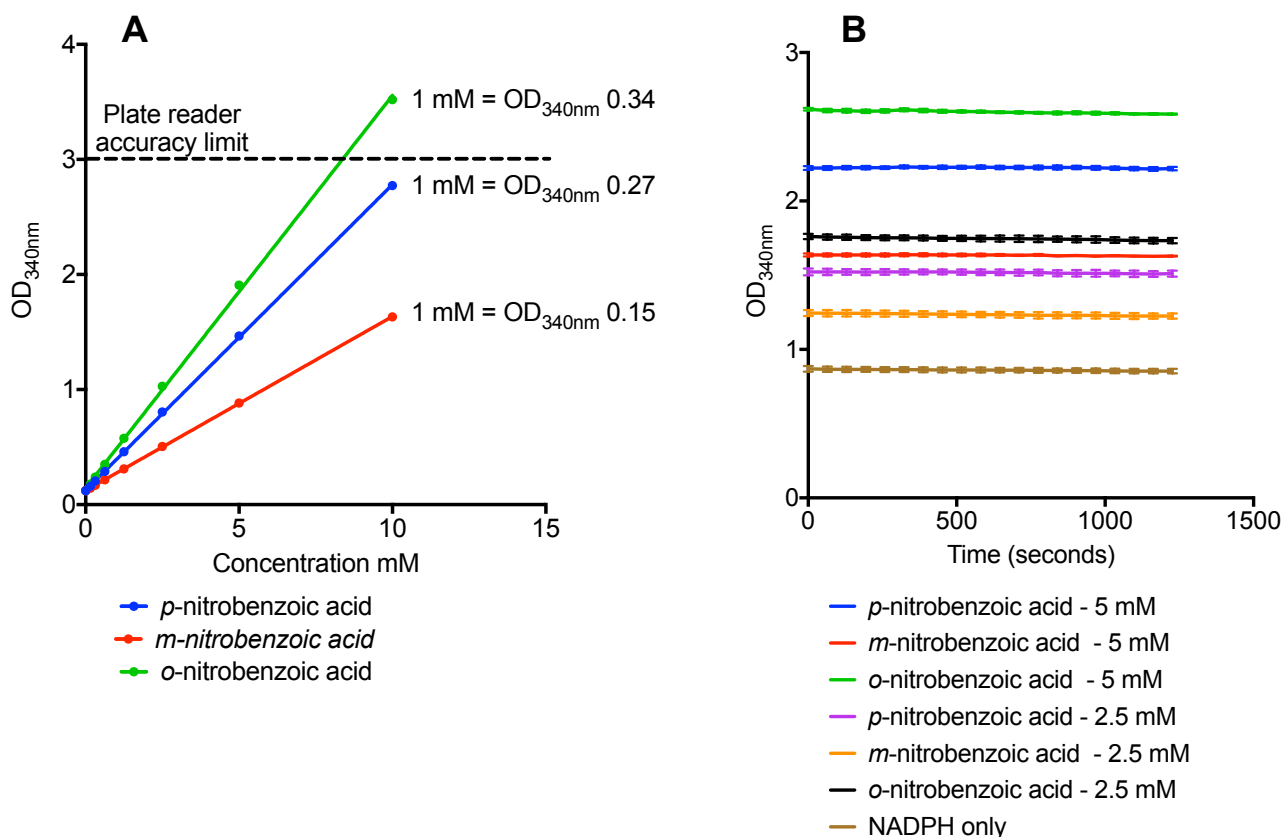 A
4
3
2
1
0
OD340nm
Plate reader
accuracy limit
1 mM = OD340nm 0.34
1 mM = OD340nm 0.27
1 mM = OD340nm 0.15
0
5
10
15
Concentration mM
p-nitrobenzoic acid
m-nitrobenzoic acid
o-nitrobenzoic acid
B
3
2
1
0
OD340nm
0
500
1000
1500
Time (seconds)
p-nitrobenzoic acid - 5 mM
m-nitrobenzoic acid - 5 mM
o-nitrobenzoic acid - 5 mM
p-nitrobenzoic acid - 2.5 mM
m-nitrobenzoic acid - 2.5 mM
o-nitrobenzoic acid - 2.5 mM
NADPH only